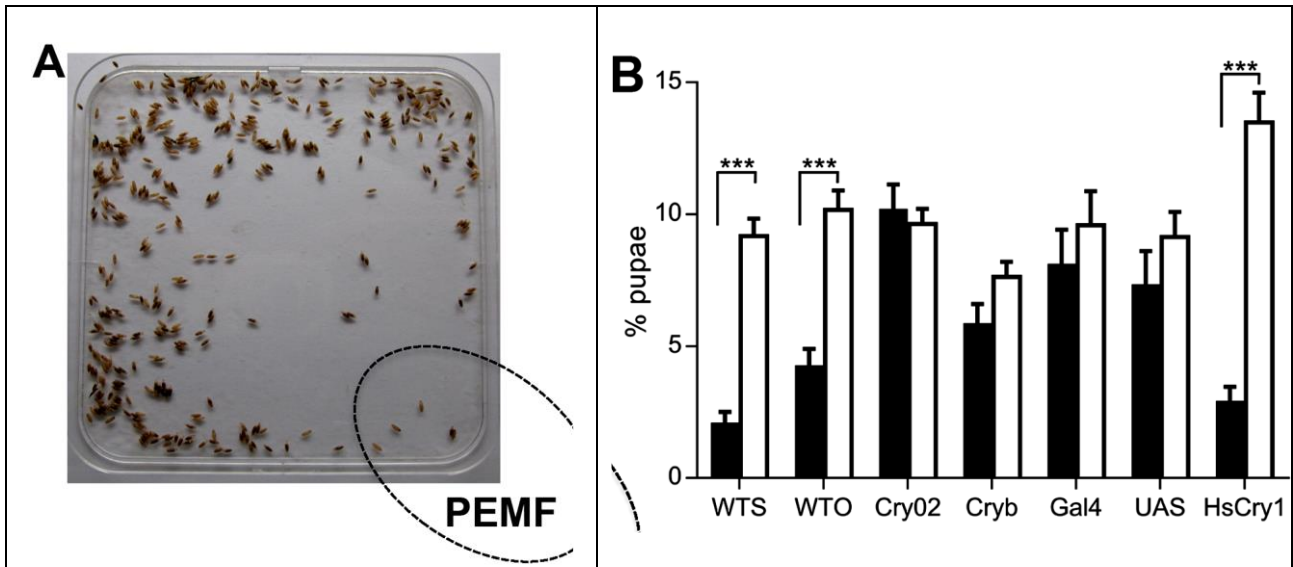 A
PEMF
B
*** *** ***
15
10
5
0
% pupae
WTS WTO Cry02 Cryb Gal4 UAS HsCry1